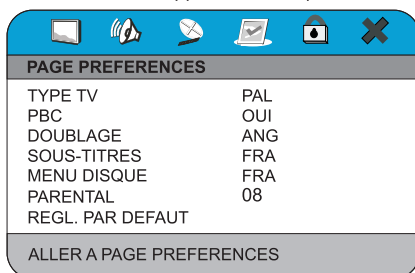 PAGE PREFERENCES
TYPE TV PAL
PBC OUI
DOUBLAGE ANG
SOUS-TITRES FRA
MENU DISQUE FRA
PARENTAL 08
REGL. PAR DEFAUT
ALLER A PAGE PREFERENCES